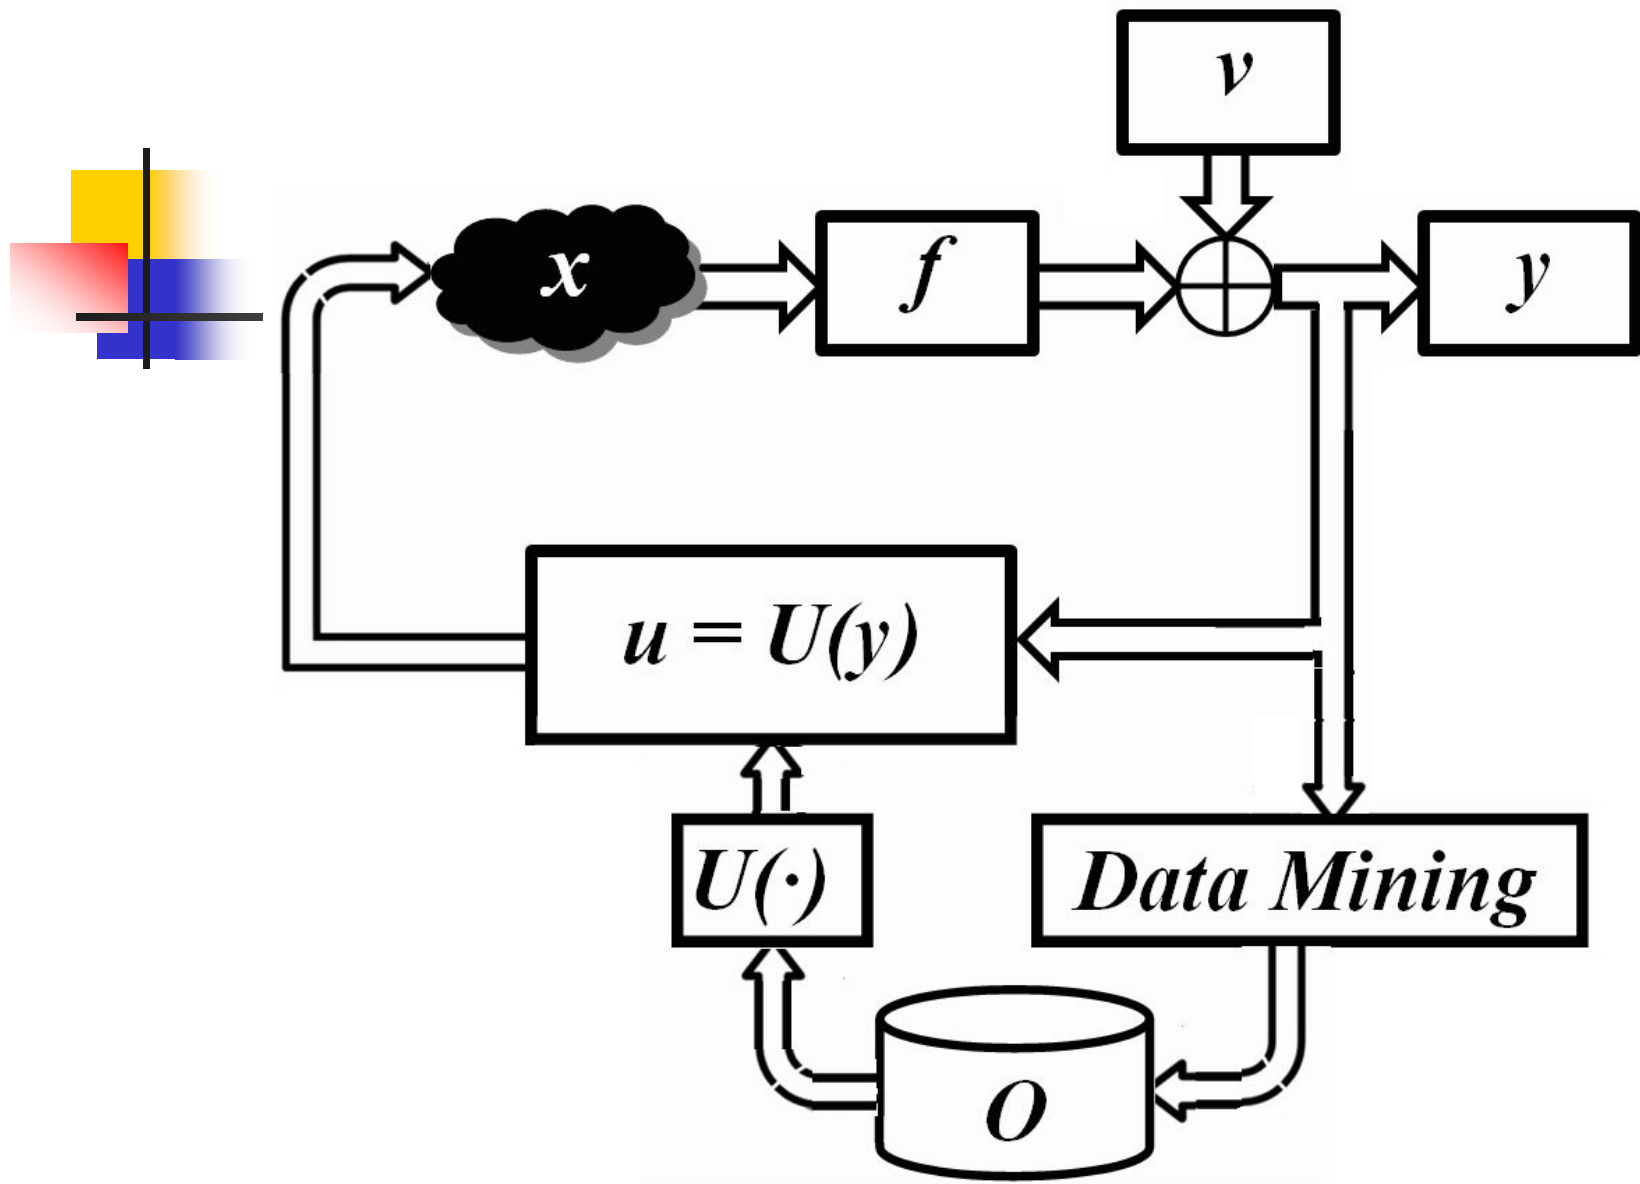 v
x
f
y
u = U(y)
U(·)
Data Mining
O